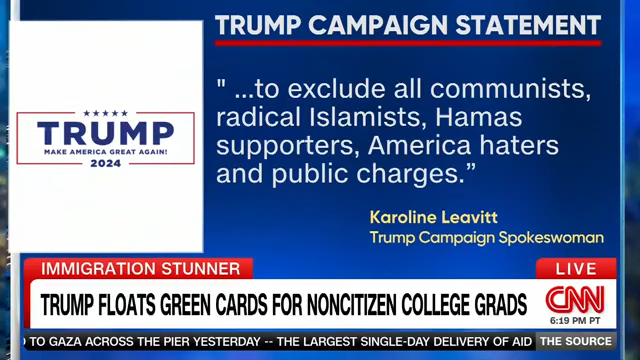 TRUMP CAMPAIGN STATEMENT
" ...to exclude all communists,
radical Islamists, Hamas
supporters, America haters
and public charges.”
★★★★★
TRUMP
MAKE AMERICA GREAT AGAIN!
2024
Karoline Leavitt
Trump Campaign Spokeswoman
IMMIGRATION STUNNER
LIVE
TRUMP FLOATS GREEN CARDS FOR NONCITIZEN COLLEGE GRADS
CNN
6:19 PM PT
TO GAZA ACROSS THE PIER YESTERDAY -- THE LARGEST SINGLE-DAY DELIVERY OF AID
THE SOURCE